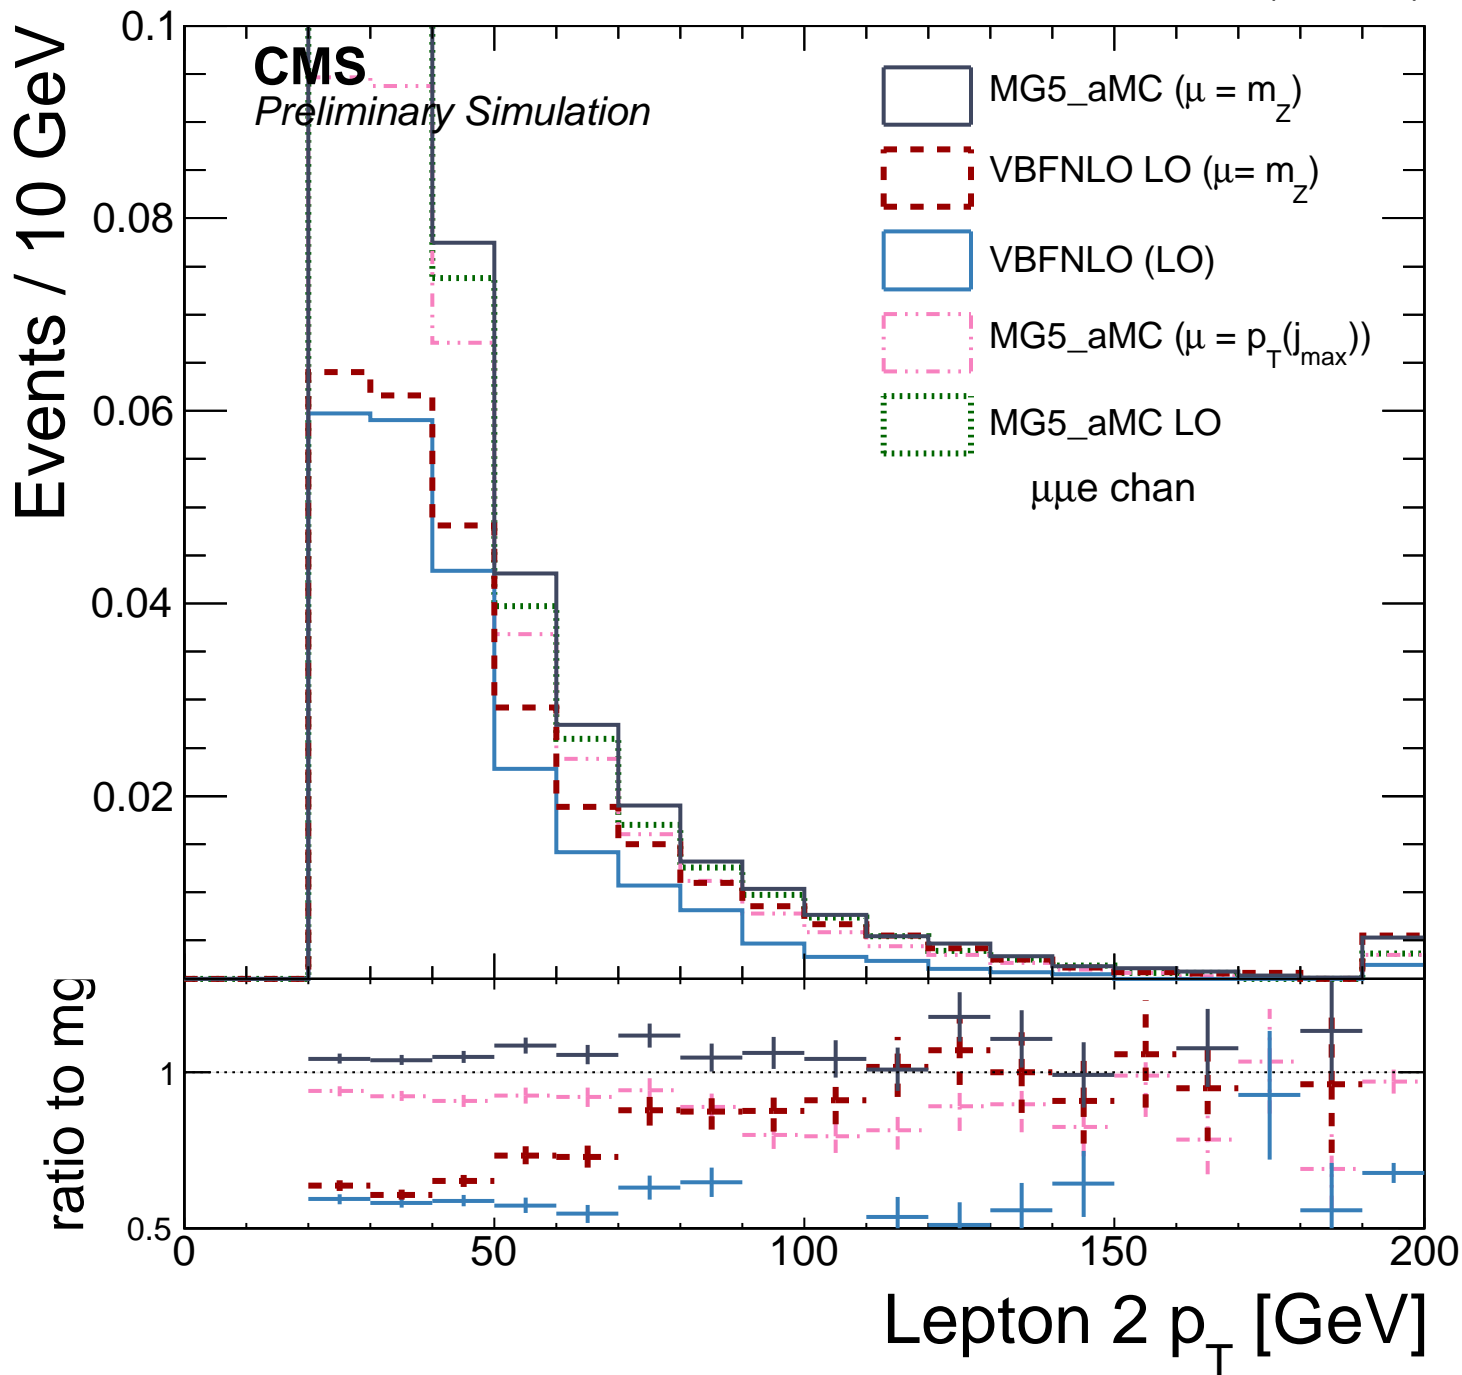 CMS
Preliminary Simulation
MG5_aMC (μ = m_Z)
VBFNLO LO (μ= m_Z)
VBFNLO (LO)
MG5_aMC (μ = p_T(j_max))
MG5_aMC LO
μμe chan
Events / 10 GeV
0.1
0.08
0.06
0.04
0.02
ratio to mg
1
0.5
0
50
100
150
200
Lepton 2 p_T [GeV]